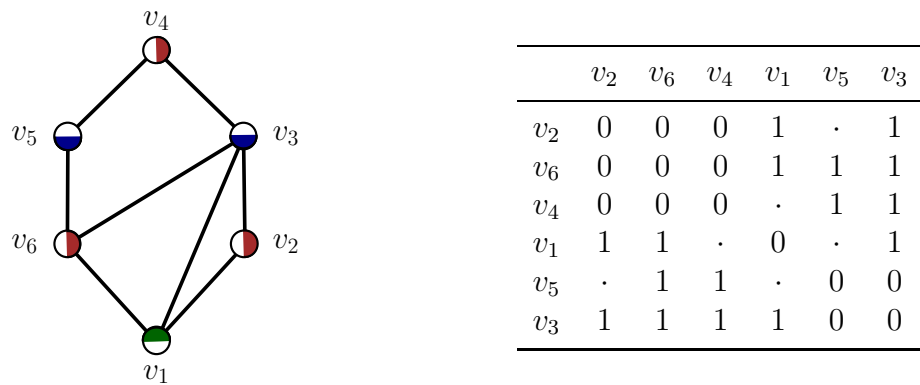 v₄
v₅
v₃
v₆
v₂
v₁
v₂ v₆ v₄ v₁ v₅ v₃
v₂ 0 0 0 1 · 1
v₆ 0 0 0 1 1 1
v₄ 0 0 0 · 1 1
v₁ 1 1 · 0 · 1
v₅ · 1 1 · 0 0
v₃ 1 1 1 1 0 0